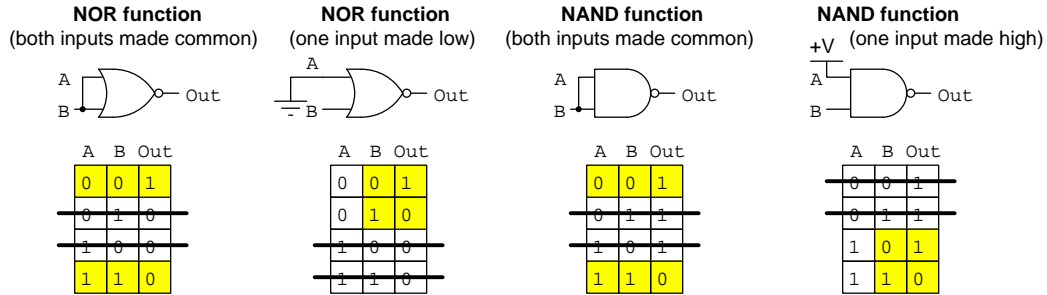 NOR function
(both inputs made common)
A
B
Out
A B Out
0 0 1
0 1 0
1 0 0
1 1 0
NOR function
(one input made low)
A
B
Out
A B Out
0 0 1
0 1 0
1 0 0
1 1 0
NAND function
(both inputs made common)
A
B
Out
A B Out
0 0 1
0 1 1
1 0 1
1 1 0
NAND function
(one input made high)
+V
A
B
Out
A B Out
0 0 1
0 1 1
1 0 1
1 1 0